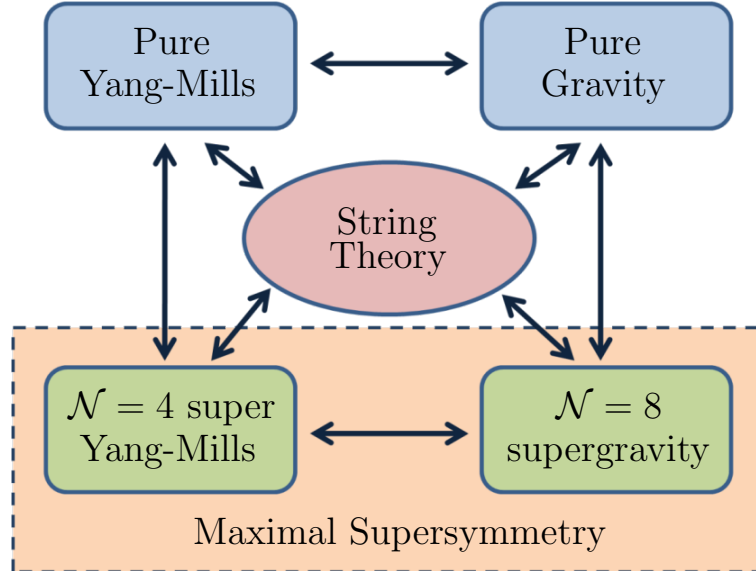 Pure
Yang-Mills
Pure
Gravity
String
Theory
𝒩 = 4 super
Yang-Mills
𝒩 = 8
supergravity
Maximal Supersymmetry